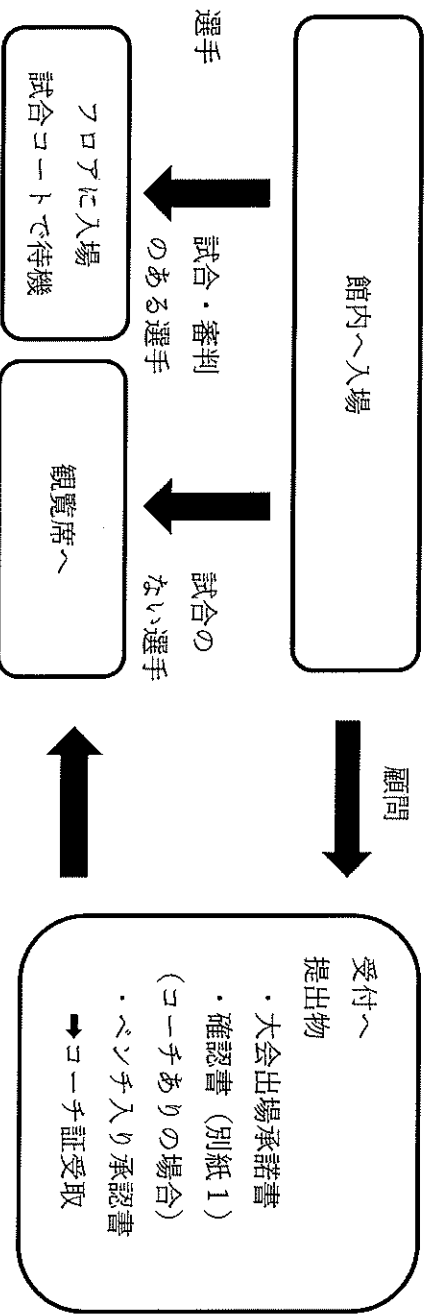 館内へ入場
顧問
選手
試合・審判
のある選手
試合の
ない選手
フロアに入場
試合コートで待機
観覧席へ
受付へ
提出物
・大会出場承諾書
・確認書（別紙1）
（コーチありの場合）
・ベンチ入り承認書
➡コーチ証受取